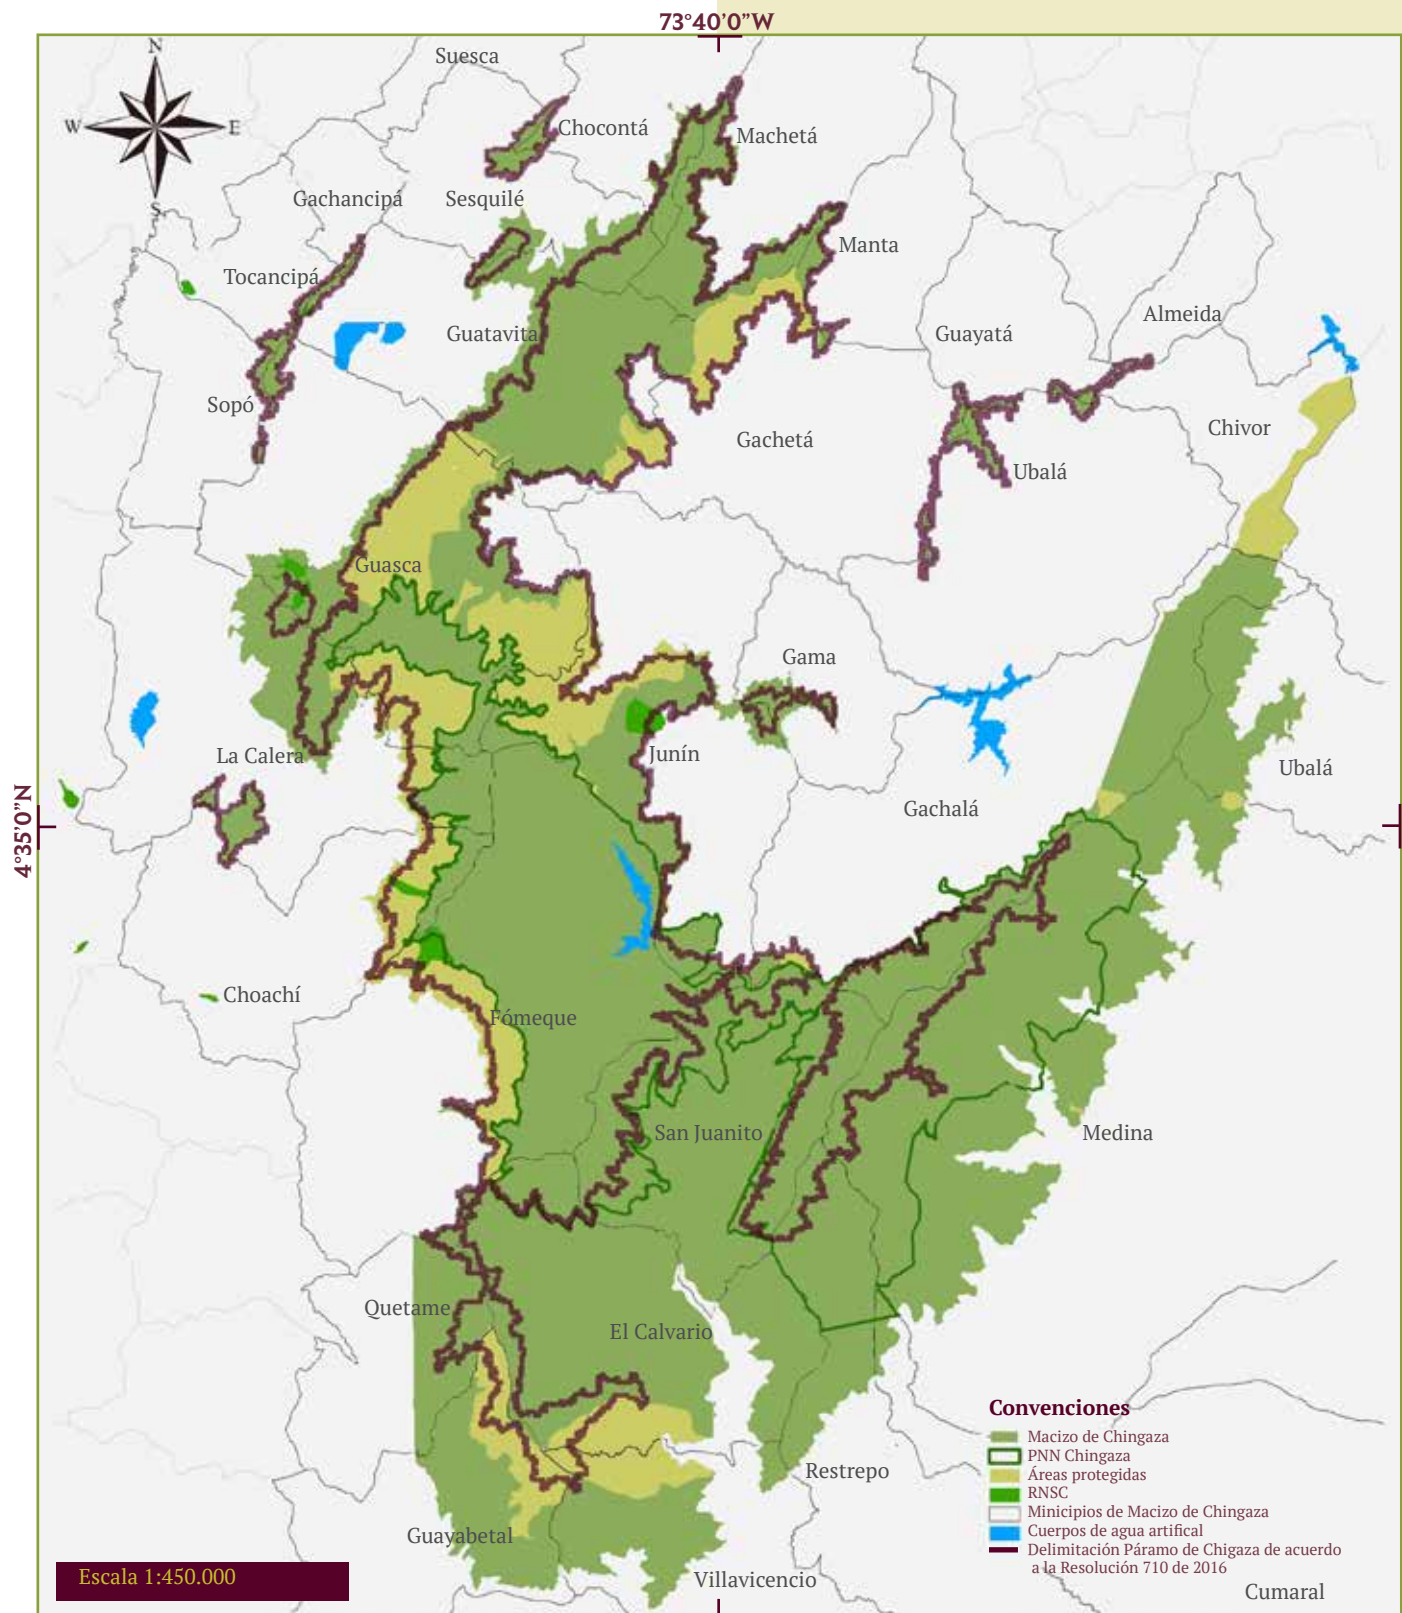 73°40'0"W
N
W
E
S
4°35'0"N
Suesca
Chocontá
Machetá
Gachancipá
Sesquilé
Manta
Tocancipá
Guatavita
Guayatá
Almeida
Sopó
Gachetá
Chivor
Ubalá
Guasca
Gama
La Calera
Junín
Ubalá
Gachalá
Choachí
Fómeque
San Juanito
Medina
Quetame
El Calvario
Restrepo
Guayabetal
Villavicencio
Cumaral
Convenciones
Macizo de Chingaza
PNN Chingaza
Áreas protegidas
RNSC
Minicipios de Macizo de Chingaza
Cuerpos de agua artifical
Delimitación Páramo de Chigaza de acuerdo
a la Resolución 710 de 2016
Escala 1:450.000